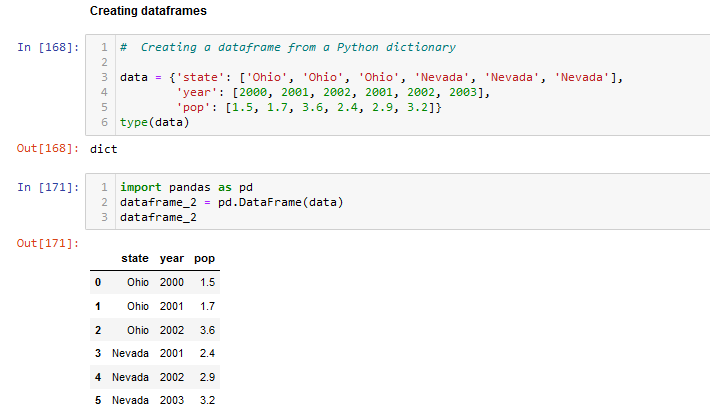 Creating dataframes
In [168]: 1 #  Creating a dataframe from a Python dictionary
2
3 data = {'state': ['Ohio', 'Ohio', 'Ohio', 'Nevada', 'Nevada', 'Nevada'],
4         'year': [2000, 2001, 2002, 2001, 2002, 2003],
5         'pop': [1.5, 1.7, 3.6, 2.4, 2.9, 3.2]}
6 type(data)
Out[168]: dict
In [171]: 1 import pandas as pd
2 dataframe_2 = pd.DataFrame(data)
3 dataframe_2
Out[171]:
state year pop
0 Ohio 2000 1.5
1 Ohio 2001 1.7
2 Ohio 2002 3.6
3 Nevada 2001 2.4
4 Nevada 2002 2.9
5 Nevada 2003 3.2